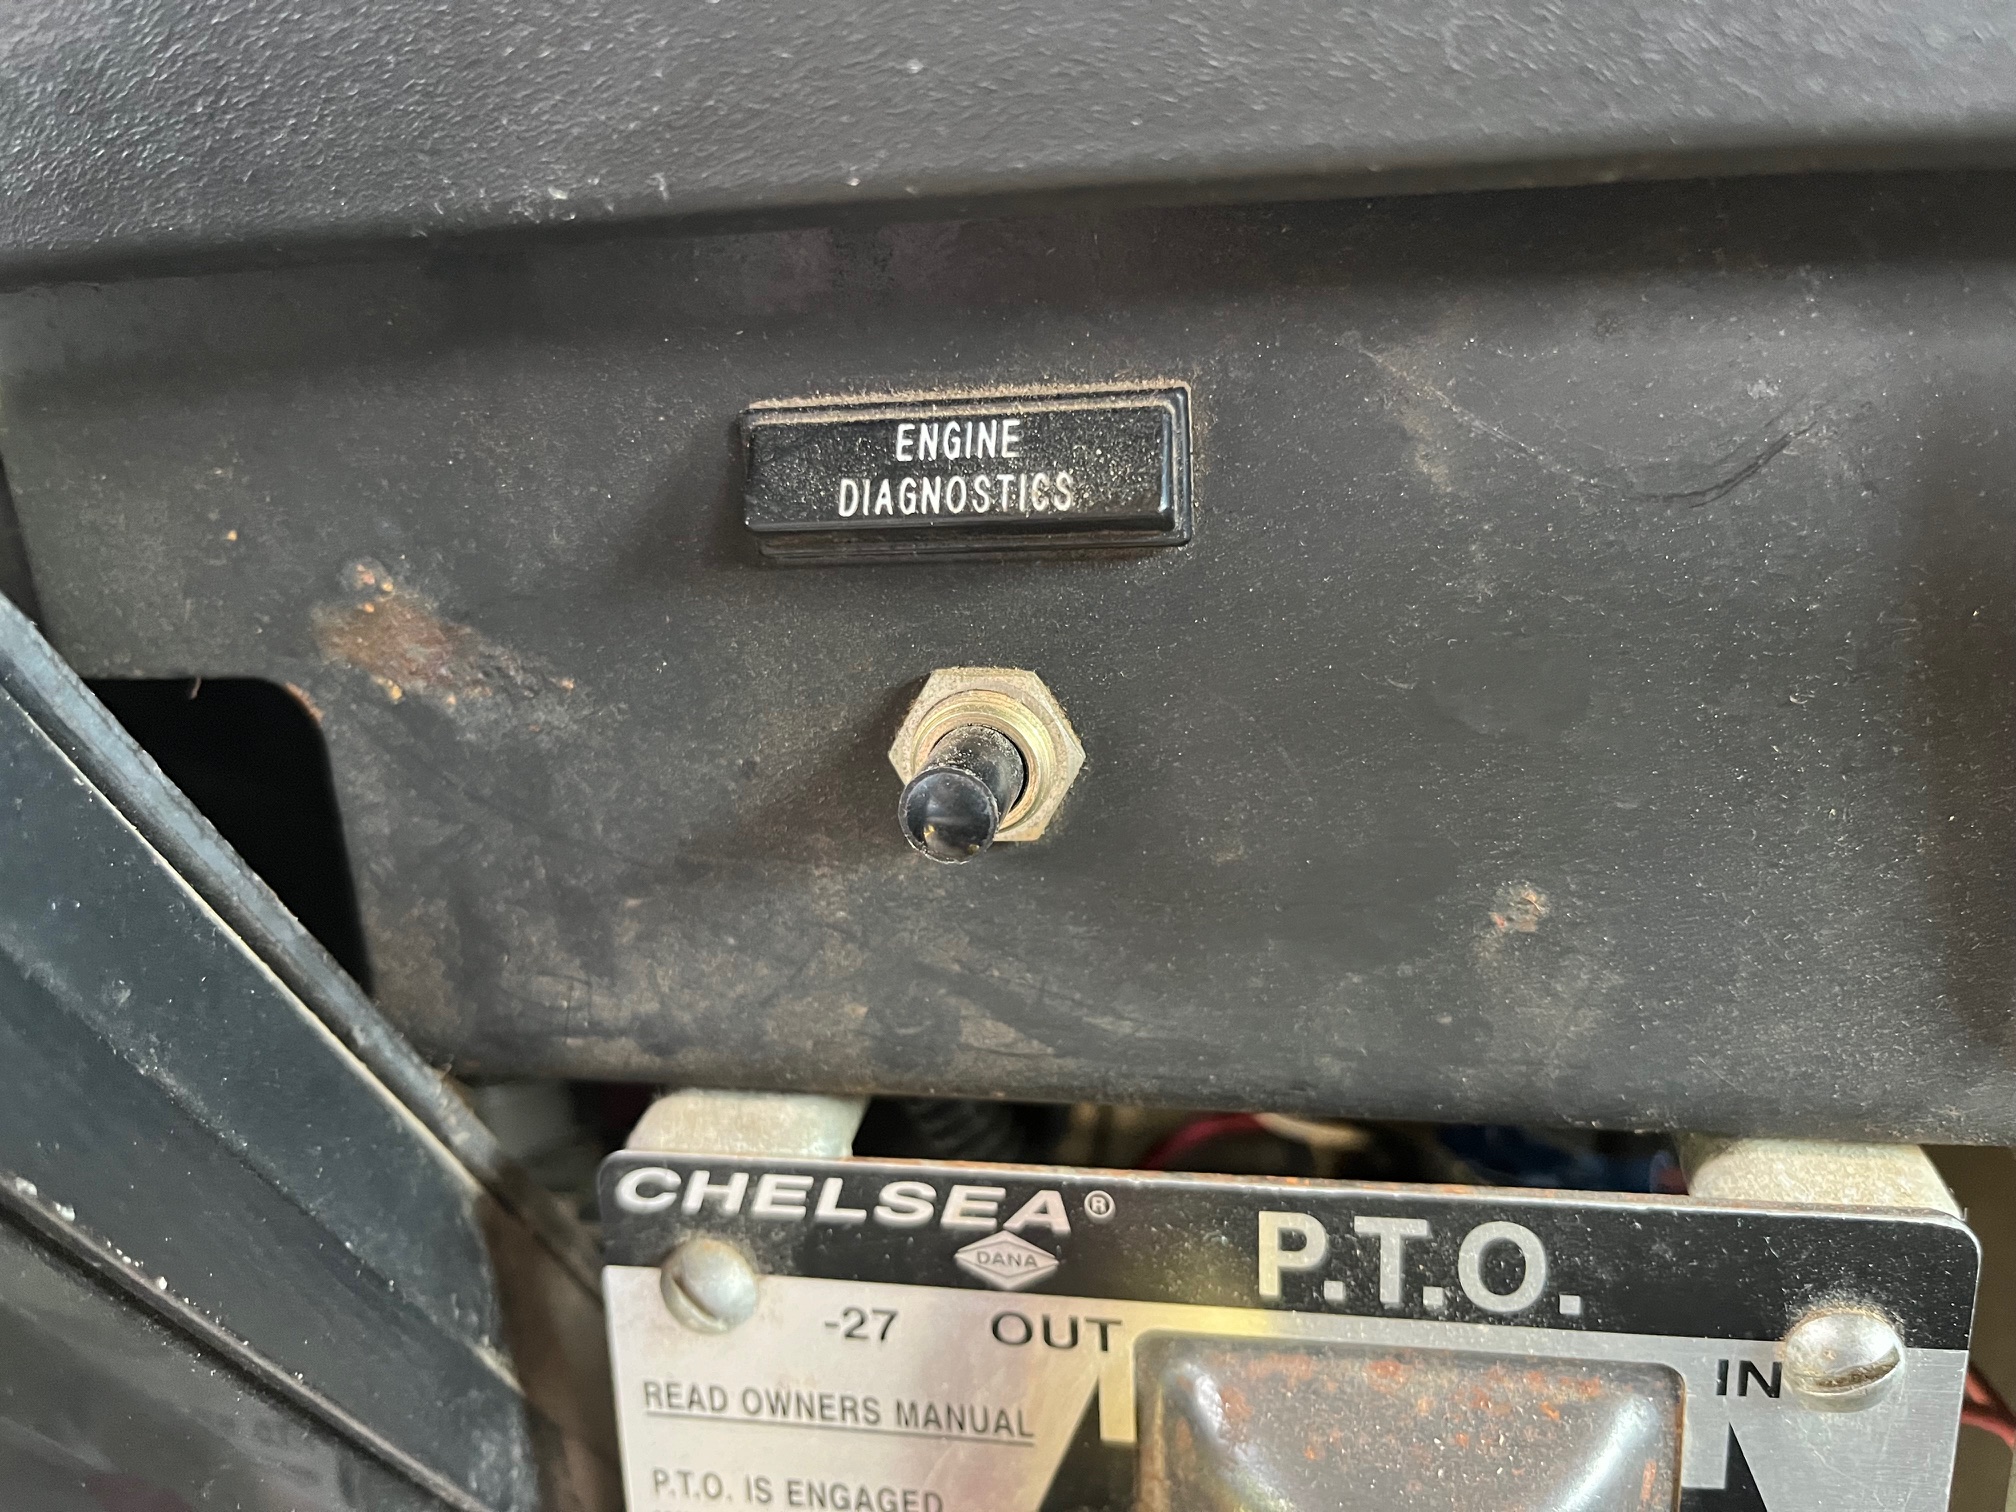 ENGINE
DIAGNOSTICS
CHELSEA® P.T.O.
DANA
-27 OUT IN
READ OWNERS MANUAL
P.T.O. IS ENGAGED